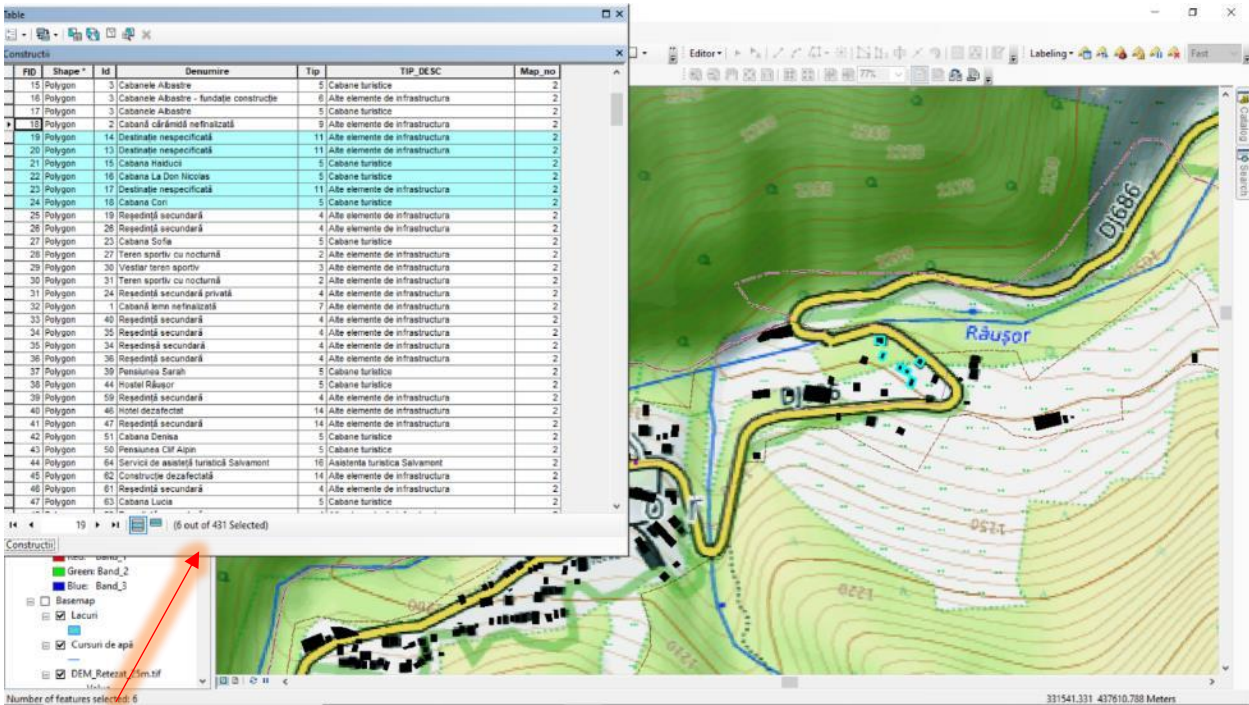 Table
Constructii
FID Shape * Id Denumire Tip TIP_DESC Map_no
15 Polygon 3 Cabanele Albastre 5 Cabane turistice 2
16 Polygon 3 Cabanele Albastre - fundație construcție 6 Alte elemente de infrastructura 2
17 Polygon 3 Cabanele Albastre 5 Cabane turistice 2
18 Polygon 2 Cabană cărămidă nefinalizată 9 Alte elemente de infrastructura 2
19 Polygon 14 Destinație nespecificată 11 Alte elemente de infrastructura 2
20 Polygon 13 Destinație nespecificată 11 Alte elemente de infrastructura 2
21 Polygon 15 Cabana Haiducii 5 Cabane turistice 2
22 Polygon 16 Cabana La Don Nicolas 5 Cabane turistice 2
23 Polygon 17 Destinație nespecificată 11 Alte elemente de infrastructura 2
24 Polygon 18 Cabana Cori 5 Cabane turistice 2
25 Polygon 19 Reședință secundară 4 Alte elemente de infrastructura 2
26 Polygon 26 Reședință secundară 4 Alte elemente de infrastructura 2
27 Polygon 23 Cabana Sofia 5 Cabane turistice 2
28 Polygon 27 Teren sportiv cu nocturnă 2 Alte elemente de infrastructura 2
29 Polygon 30 Vestiar teren sportiv 3 Alte elemente de infrastructura 2
30 Polygon 31 Teren sportiv cu nocturnă 2 Alte elemente de infrastructura 2
31 Polygon 24 Resedință secundară privată 4 Alte elemente de infrastructura 2
32 Polygon 1 Cabană lemn nefinalizată 7 Alte elemente de infrastructura 2
33 Polygon 40 Reședință secundară 4 Alte elemente de infrastructura 2
34 Polygon 35 Reședință secundară 4 Alte elemente de infrastructura 2
35 Polygon 34 Reședinsă secundară 4 Alte elemente de infrastructura 2
36 Polygon 36 Reședință secundară 4 Alte elemente de infrastructura 2
37 Polygon 39 Pensiunea Sarah 5 Cabane turistice 2
38 Polygon 44 Hostel Râușor 5 Cabane turistice 2
39 Polygon 59 Reședință secundară 4 Alte elemente de infrastructura 2
40 Polygon 46 Hotel dezafectat 14 Alte elemente de infrastructura 2
41 Polygon 47 Reședință secundară 14 Alte elemente de infrastructura 2
42 Polygon 51 Cabana Denisa 5 Cabane turistice 2
43 Polygon 50 Pensiunea Clif Alpin 5 Cabane turistice 2
44 Polygon 64 Servicii de asisteță turistică Salvamont 16 Asistenta turistica Salvamont 2
45 Polygon 62 Construcție dezafectată 14 Alte elemente de infrastructura 2
46 Polygon 61 Reședință secundară 4 Alte elemente de infrastructura 2
47 Polygon 63 Cabana Lucia 5 Cabane turistice 2
19 (6 out of 431 Selected)
Constructii
Green: Band_2
Blue: Band_3
Basemap
Lacuri
Cursuri de apă
DEM_Retezat_25m.tif
Number of features selected: 6
Editor
Labeling
Fast
77%
Catalog
Search
Dj686
Râușor
1250
1220
331541.331 437610.788 Meters